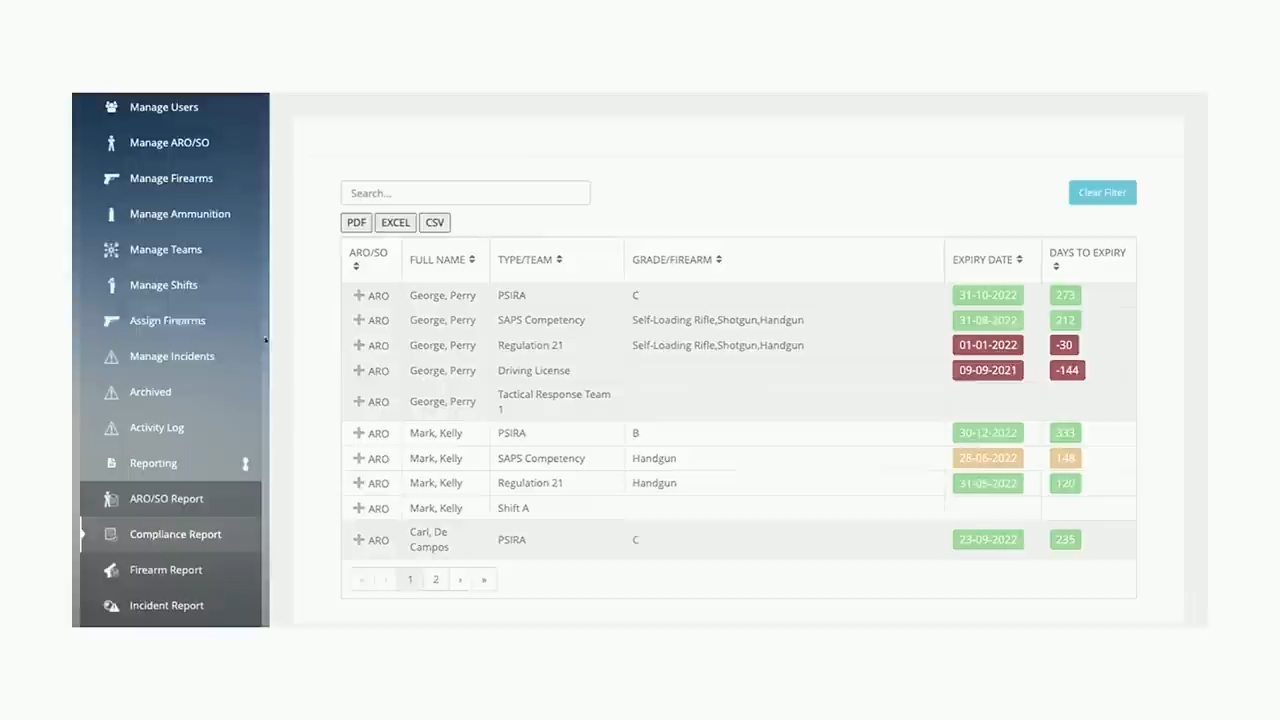 Manage Users
Manage ARO/SO
Manage Firearms
Manage Ammunition
Manage Teams
Manage Shifts
Assign Firearms
Manage Incidents
Archived
Activity Log
Reporting
ARO/SO Report
Compliance Report
Firearm Report
Incident Report
Search...
Clear Filter
PDF EXCEL CSV
ARO/SO FULL NAME TYPE/TEAM GRADE/FIREARM EXPIRY DATE DAYS TO EXPIRY
ARO George, Perry PSIRA C 31-10-2022 273
ARO George, Perry SAPS Competency Self-Loading Rifle,Shotgun,Handgun 31-08-2022 212
ARO George, Perry Regulation 21 Self-Loading Rifle,Shotgun,Handgun 01-01-2022 -30
ARO George, Perry Driving License 09-09-2021 -144
ARO George, Perry Tactical Response Team
1
ARO Mark, Kelly PSIRA B 30-12-2022 333
ARO Mark, Kelly SAPS Competency Handgun 28-06-2022 148
ARO Mark, Kelly Regulation 21 Handgun 31-05-2022 120
ARO Mark, Kelly Shift A
ARO Carl, De
Campos PSIRA C 23-09-2022 235
« ‹ 1 2 › »